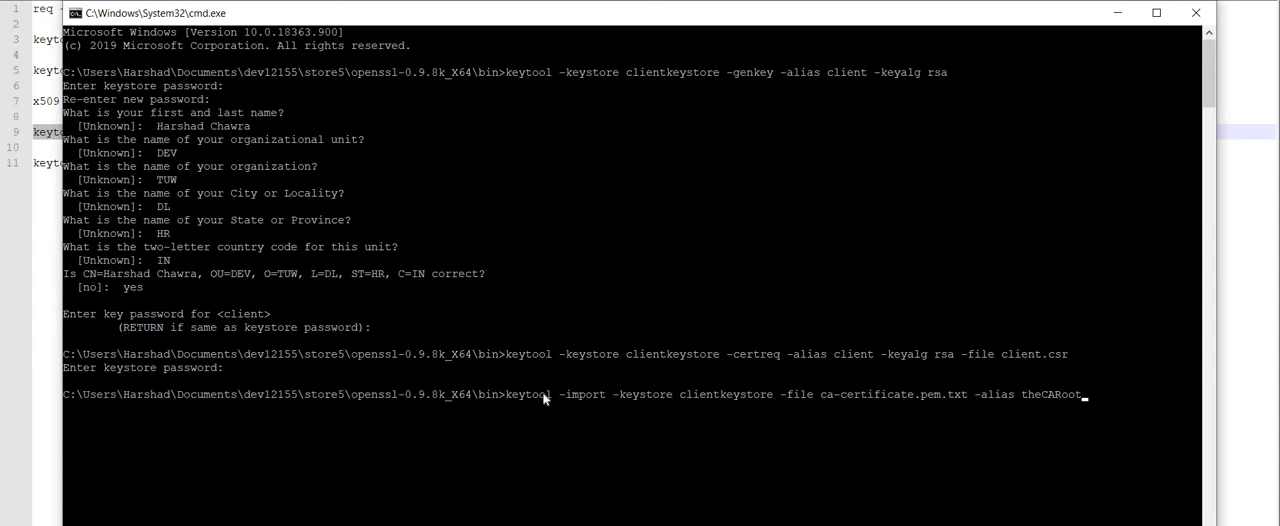 C:\Windows\System32\cmd.exe
1 req -
2
3 keyto
4
5 keyto
6
7 x509
8
9 keyto
10
11 keyto
Microsoft Windows [Version 10.0.18363.900]
(c) 2019 Microsoft Corporation. All rights reserved.
C:\Users\Harshad\Documents\dev12155\store5\openssl-0.9.8k_X64\bin>keytool -keystore clientkeystore -genkey -alias client -keyalg rsa
Enter keystore password:
Re-enter new password:
What is your first and last name?
[Unknown]:  Harshad Chawra
What is the name of your organizational unit?
[Unknown]:  DEV
What is the name of your organization?
[Unknown]:  TUW
What is the name of your City or Locality?
[Unknown]:  DL
What is the name of your State or Province?
[Unknown]:  HR
What is the two-letter country code for this unit?
[Unknown]:  IN
Is CN=Harshad Chawra, OU=DEV, O=TUW, L=DL, ST=HR, C=IN correct?
[no]:  yes
Enter key password for <client>
(RETURN if same as keystore password):
C:\Users\Harshad\Documents\dev12155\store5\openssl-0.9.8k_X64\bin>keytool -keystore clientkeystore -certreq -alias client -keyalg rsa -file client.csr
Enter keystore password:
C:\Users\Harshad\Documents\dev12155\store5\openssl-0.9.8k_X64\bin>keytool -import -keystore clientkeystore -file ca-certificate.pem.txt -alias theCARoot